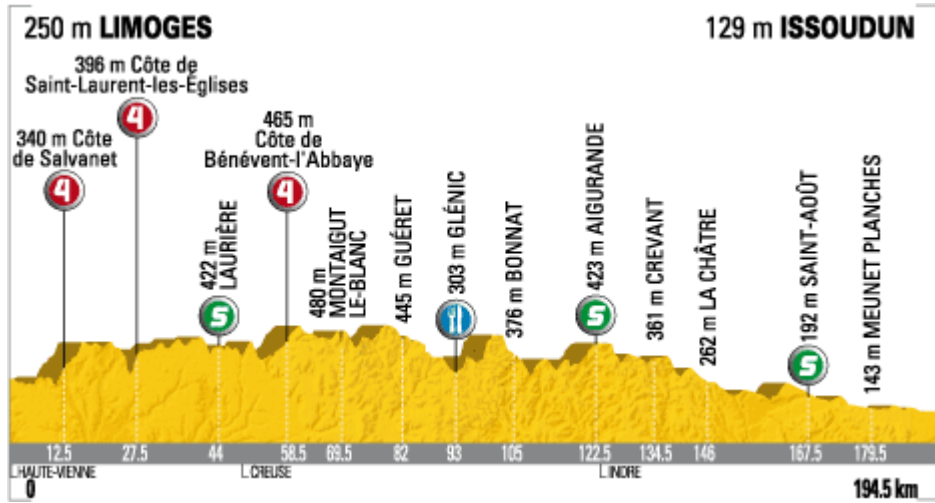 250 m LIMOGES
129 m ISSOUDUN
396 m Côte de
Saint-Laurent-les-Églises
4
340 m Côte
de Salvanet
4
465 m
Côte de
Bénévent-l'Abbaye
4
422 m
LAURIÈRE
S
480 m
MONTAIGUT
LE-BLANC
445 m GUÉRET
303 m GLÉNIC
376 m BONNAT
423 m AIGURANDE
S
361 m CREVANT
262 m LA CHÂTRE
192 m SAINT-AOÛT
S
143 m MEUNET PLANCHES
12.5 27.5 44 58.5 69.5 82 93 105 122.5 134.5 146 167.5 179.5
HAUTE-VIENNE CREUSE INDRE
0 194.5 km